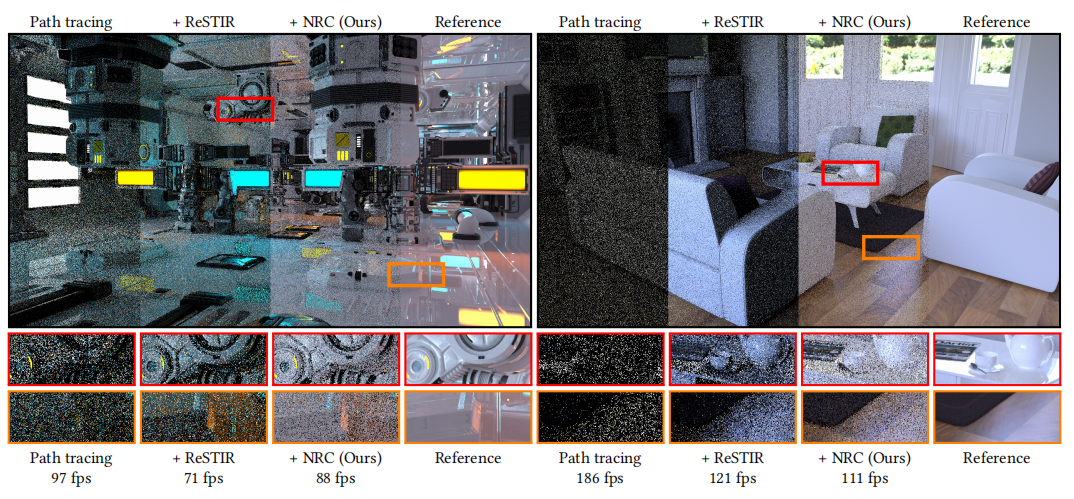 Path tracing + ReSTIR + NRC (Ours) Reference Path tracing + ReSTIR + NRC (Ours) Reference
Path tracing + ReSTIR + NRC (Ours) Reference Path tracing + ReSTIR + NRC (Ours) Reference
97 fps 71 fps 88 fps 186 fps 121 fps 111 fps